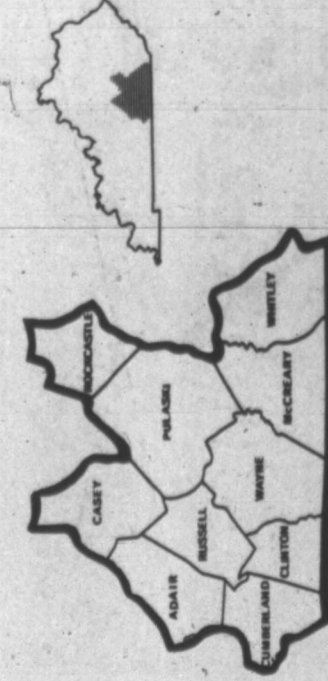 ROCKCASTLE
CASEY
PULASKI
WHITLEY
ADAIR
RUSSELL
WAYNE
McCREARY
CUMBERLAND
CLINTON